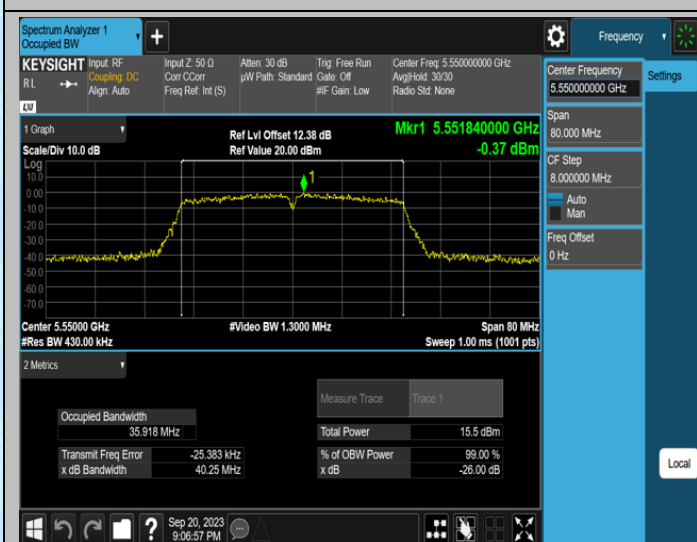 Spectrum Analyzer 1
Occupied BW
Frequency
KEYSIGHT
Input: RF
Input Z: 50 Ω
Atten: 30 dB
Trig: Free Run
Center Freq: 5.550000000 GHz
R L
Coupling: DC
Corr CCorr
µW Path: Standard
Gate: Off
Avg|Hold: 30/30
Align: Auto
Freq Ref: Int (S)
#IF Gain: Low
Radio Std: None
LXI
Center Frequency
5.550000000 GHz
Settings
Span
80.000 MHz
CF Step
8.000000 MHz
Auto
Man
Freq Offset
0 Hz
1 Graph
Scale/Div 10.0 dB
Ref Lvl Offset 12.38 dB
Ref Value 20.00 dBm
Mkr1 5.551840000 GHz
-0.37 dBm
Log
10.0
0.00
-10.0
-20.0
-30.0
-40.0
-50.0
-60.0
-70.0
1
Center 5.55000 GHz
#Video BW 1.3000 MHz
Span 80 MHz
#Res BW 430.00 kHz
Sweep 1.00 ms (1001 pts)
2 Metrics
Measure Trace
Trace 1
Occupied Bandwidth
35.918 MHz
Total Power
15.5 dBm
Transmit Freq Error
-25.383 kHz
% of OBW Power
99.00 %
x dB Bandwidth
40.25 MHz
x dB
-26.00 dB
Local
?
Sep 20, 2023
9:06:57 PM